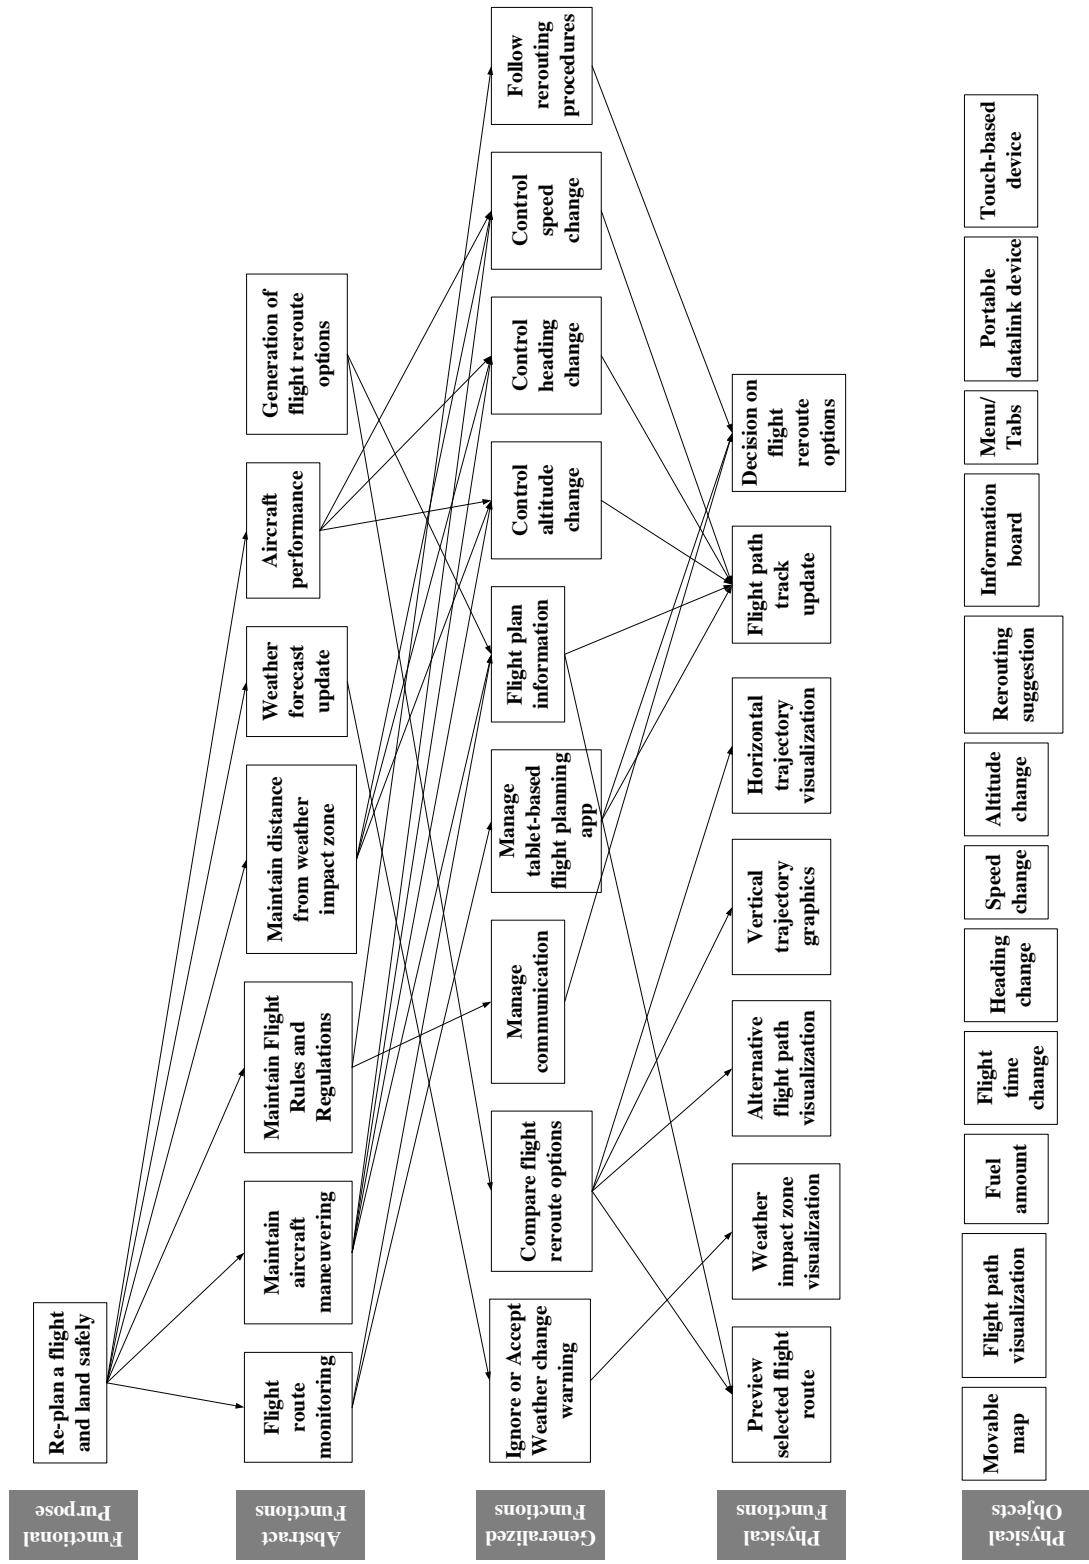 Functional
Purpose
Re-plan a flight
and land safely
Abstract
Functions
Flight
route
monitoring
Maintain
aircraft
maneuvering
Maintain Flight
Rules and
Regulations
Maintain distance
from weather
impact zone
Weather
forecast
update
Aircraft
performance
Generation of
flight reroute
options
Generalized
Functions
Ignore or Accept
Weather change
warning
Compare flight
reroute options
Manage
communication
Manage
tablet-based
flight planning
app
Flight plan
information
Control
altitude
change
Control
heading
change
Control
speed
change
Follow
rerouting
procedures
Physical
Functions
Preview
selected flight
route
Weather
impact zone
visualization
Alternative
flight path
visualization
Vertical
trajectory
graphics
Horizontal
trajectory
visualization
Flight path
track
update
Decision on
flight
reroute
options
Physical
Objects
Movable
map
Flight path
visualization
Fuel
amount
Flight
time
change
Heading
change
Speed
change
Altitude
change
Rerouting
suggestion
Information
board
Menu/
Tabs
Portable
datalink device
Touch-based
device